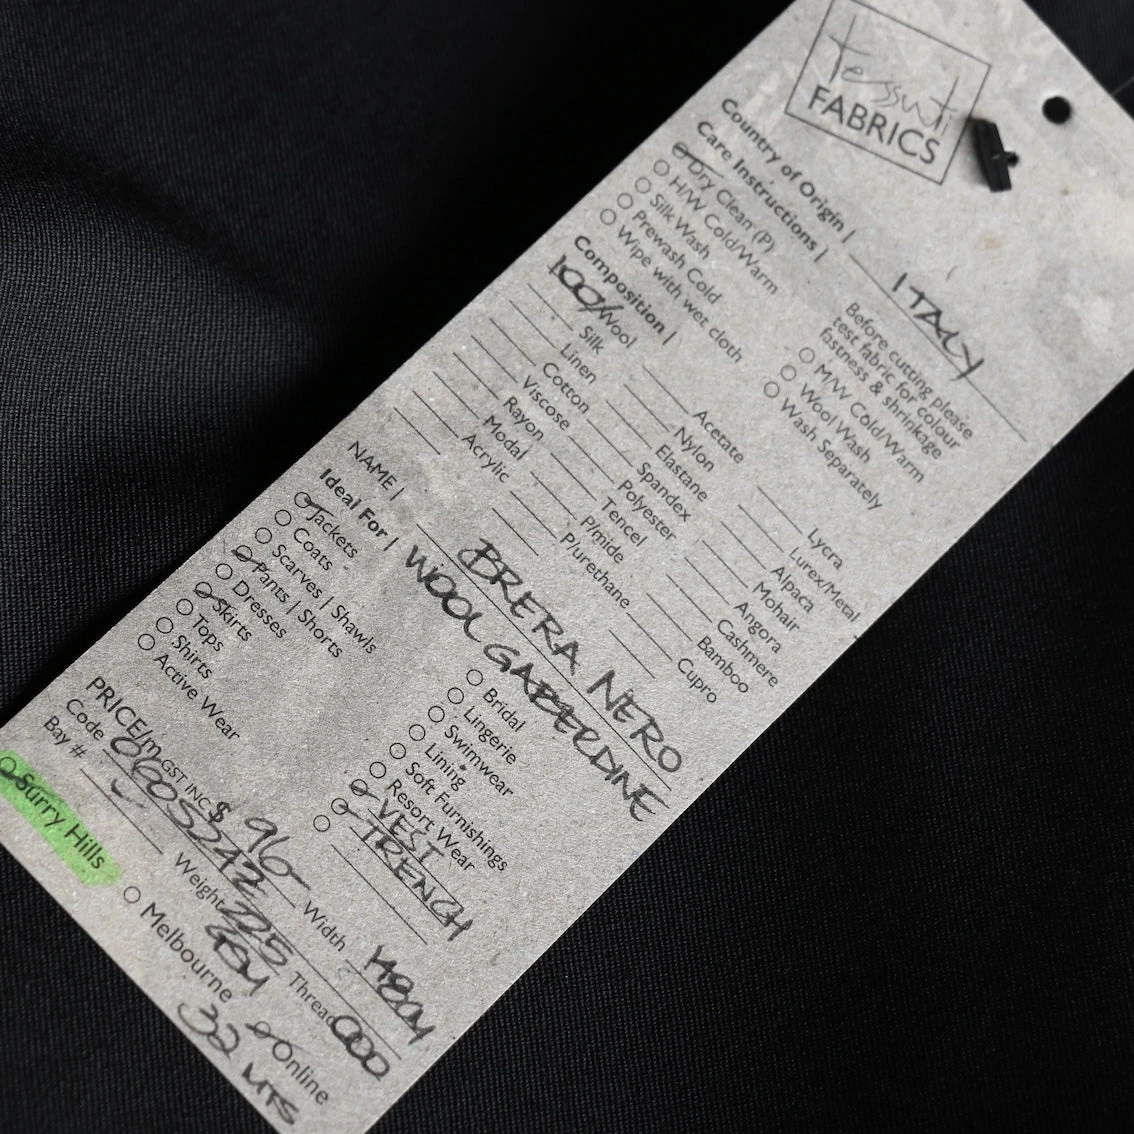 tessuti
FABRICS
Country of Origin | ITALY
Care Instructions |
Dry Clean (P)
H/W Cold/Warm
Silk Wash
Prewash Cold
Wipe with wet cloth
Before cutting please
test fabric for colour
fastness & shrinkage
M/W Cold/Warm
Wool Wash
Wash Separately
Composition |
100% Wool
Silk
Linen
Cotton
Viscose
Rayon
Modal
Acrylic
Acetate
Nylon
Elastane
Spandex
Polyester
Tencel
P/mide
P/urethane
Lycra
Lurex/Metal
Alpaca
Mohair
Angora
Cashmere
Bamboo
Cupro
NAME | BRERA NERO
WOOL GABERDINE
Ideal For |
Jackets
Coats
Scarves | Shawls
Pants | Shorts
Dresses
Skirts
Tops
Shirts
Active Wear
Bridal
Lingerie
Swimwear
Lining
Soft Furnishings
Resort Wear
VEST
TRENCH
PRICE/m GST INC $ 96 Width 148CM
Code Weight 225 Thread 000
Bay #
Surry Hills Melbourne Online
32 MTS